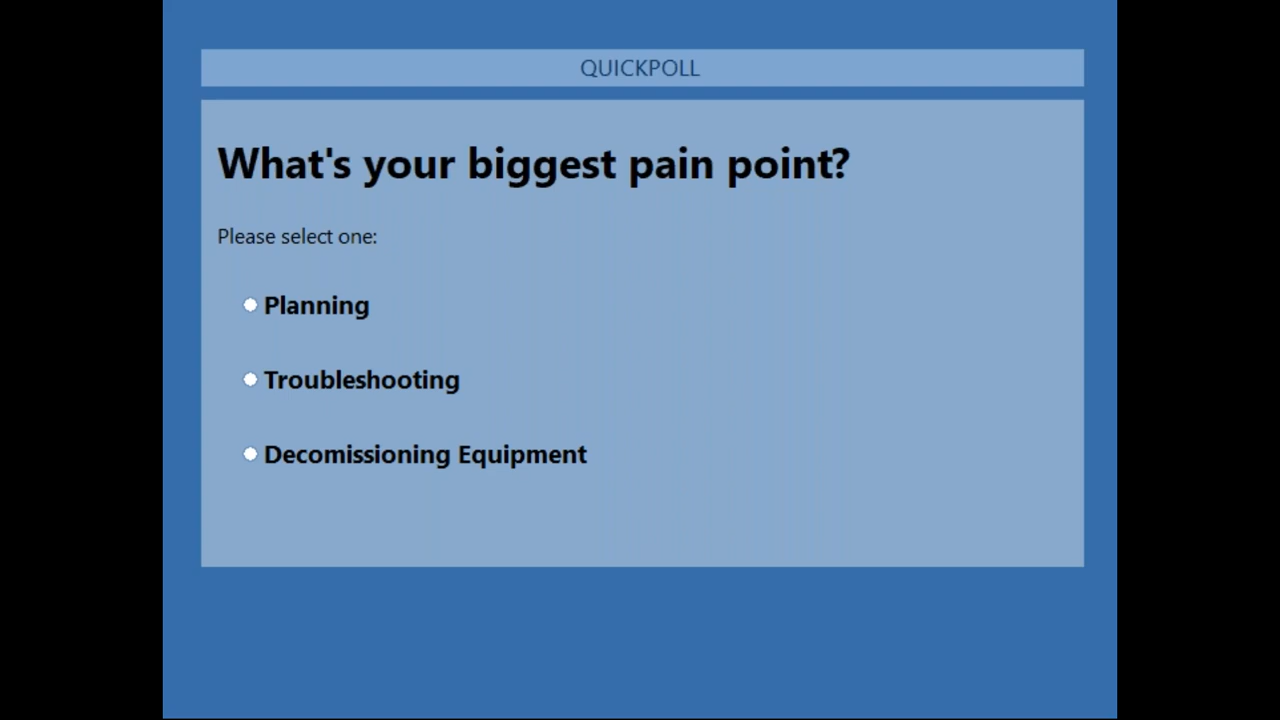 QUICKPOLL
What's your biggest pain point?
Please select one:
Planning
Troubleshooting
Decomissioning Equipment